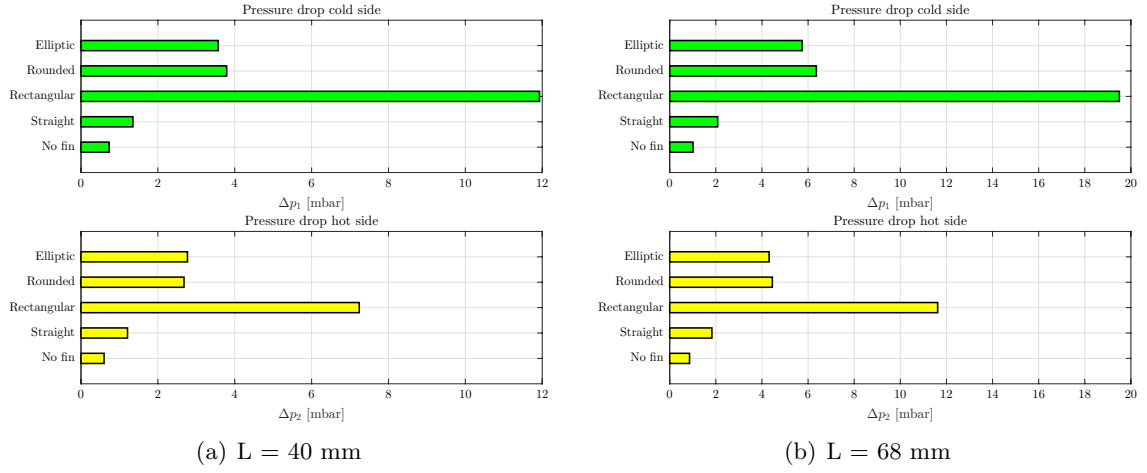 Pressure drop cold side
Elliptic
Rounded
Rectangular
Straight
No fin
0 2 4 6 8 10 12
Δp₁ [mbar]
Pressure drop hot side
Elliptic
Rounded
Rectangular
Straight
No fin
0 2 4 6 8 10 12
Δp₂ [mbar]
(a) L = 40 mm
Pressure drop cold side
Elliptic
Rounded
Rectangular
Straight
No fin
0 2 4 6 8 10 12 14 16 18 20
Δp₁ [mbar]
Pressure drop hot side
Elliptic
Rounded
Rectangular
Straight
No fin
0 2 4 6 8 10 12 14 16 18 20
Δp₂ [mbar]
(b) L = 68 mm